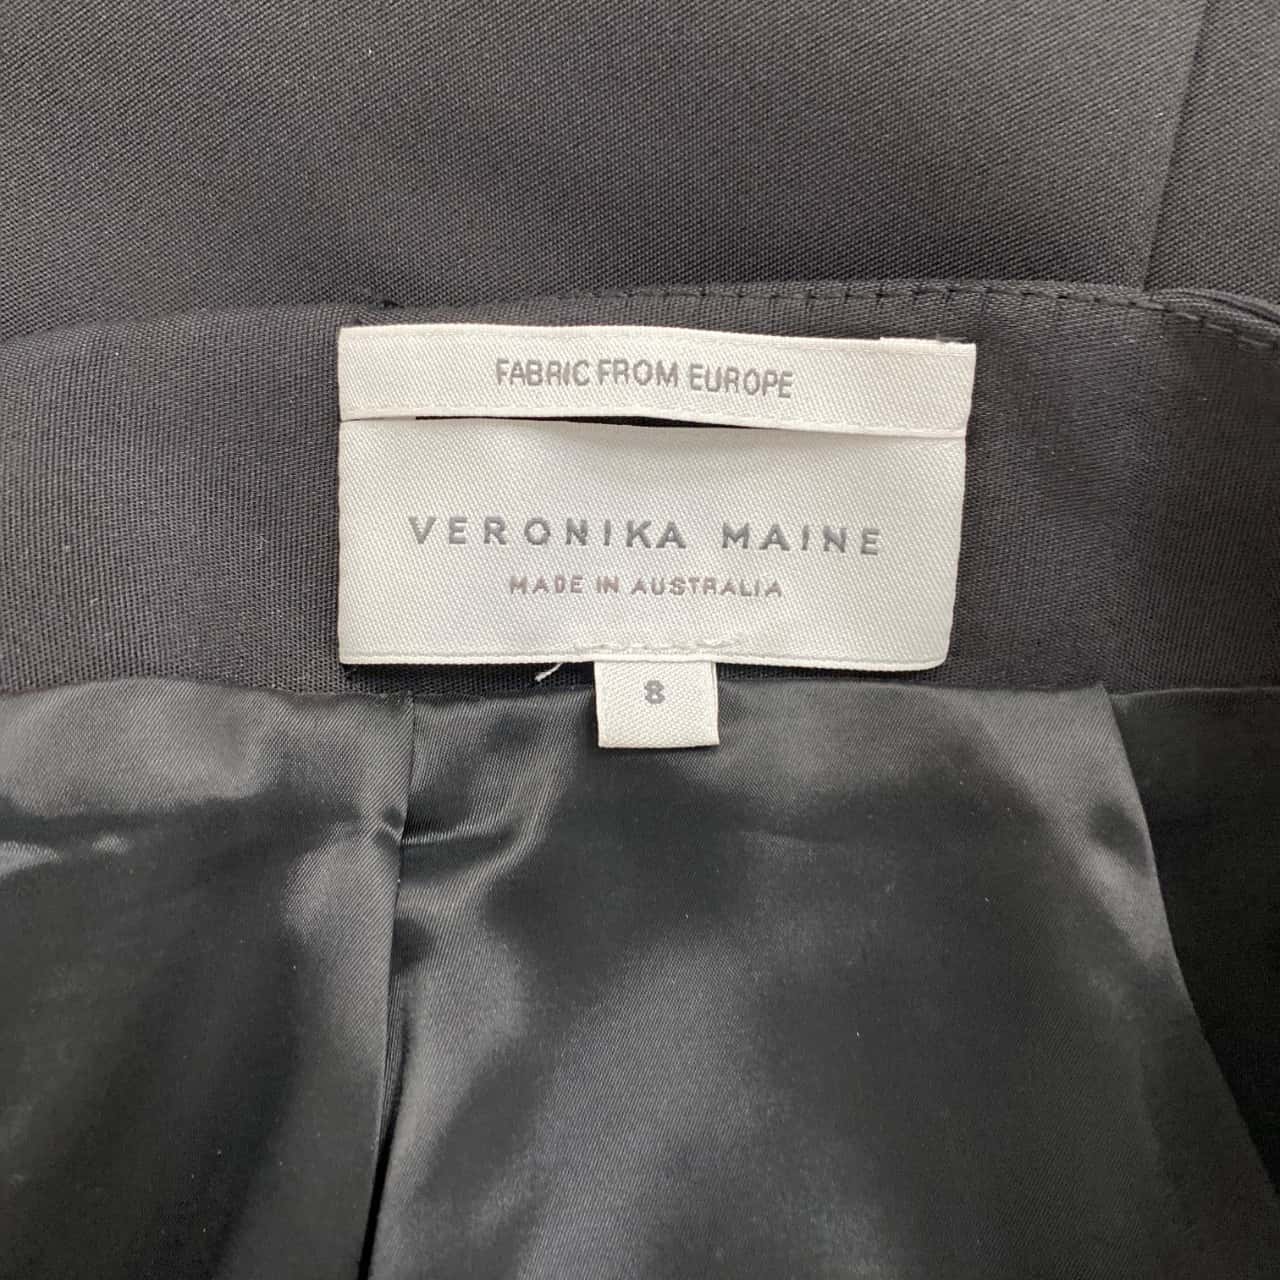 FABRIC FROM EUROPE
VERONIKA MAINE
MADE IN AUSTRALIA
8